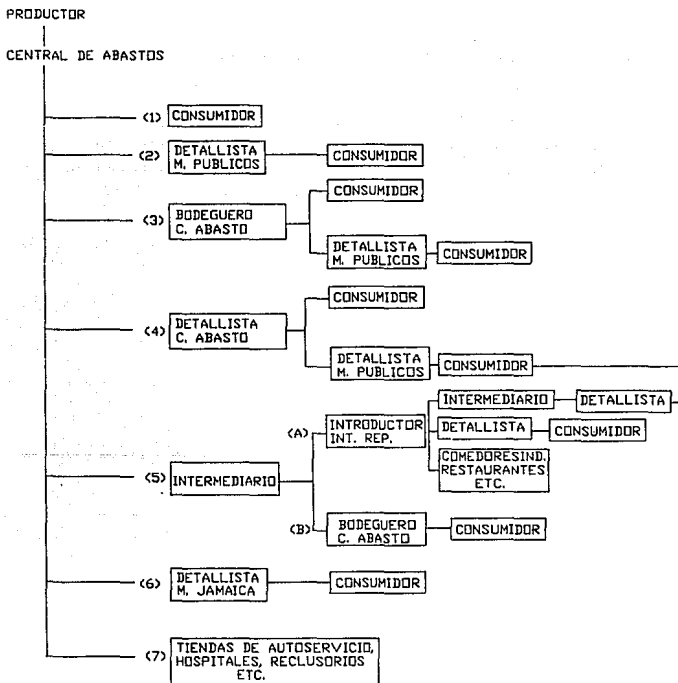 PRODUCTOR
CENTRAL DE ABASTOS
(1) CONSUMIDOR
(2) DETALLISTA
M. PUBLICOS
CONSUMIDOR
(3) BODEGUERO
C. ABASTO
CONSUMIDOR
DETALLISTA
M. PUBLICOS
CONSUMIDOR
(4) DETALLISTA
C. ABASTO
CONSUMIDOR
DETALLISTA
M. PUBLICOS
CONSUMIDOR
(5) INTERMEDIARIO
(A) INTRODUCTOR
INT. REP.
INTERMEDIARIO
DETALLISTA
DETALLISTA
CONSUMIDOR
COMEDORESIND.
RESTAURANTES
ETC.
(B) BODEGUERO
C. ABASTO
CONSUMIDOR
(6) DETALLISTA
M. JAMAICA
CONSUMIDOR
(7) TIENDAS DE AUTOSERVICIO,
HOSPITALES, RECLUSORIOS
ETC.